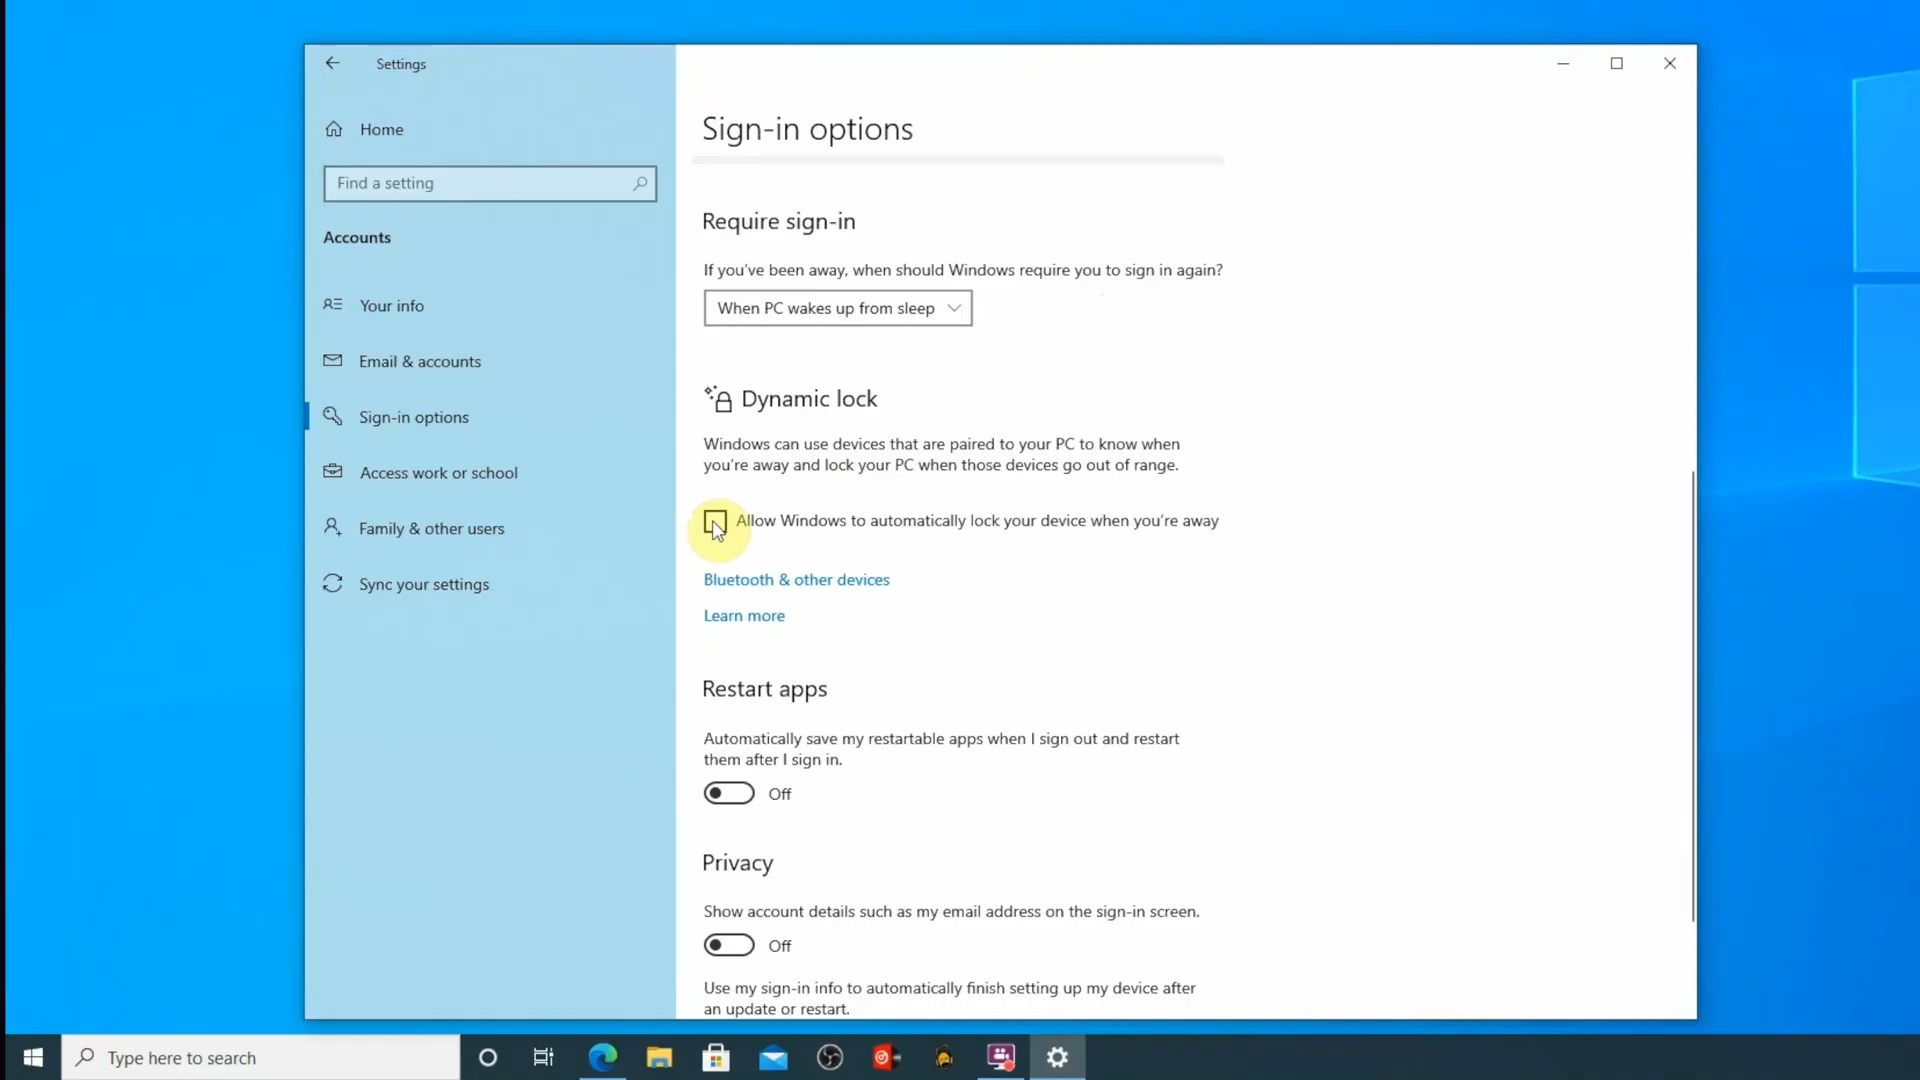 Settings
Home
Find a setting
Accounts
Your info
Email & accounts
Sign-in options
Access work or school
Family & other users
Sync your settings
Sign-in options
Require sign-in
If you've been away, when should Windows require you to sign in again?
When PC wakes up from sleep
Dynamic lock
Windows can use devices that are paired to your PC to know when
you're away and lock your PC when those devices go out of range.
Allow Windows to automatically lock your device when you're away
Bluetooth & other devices
Learn more
Restart apps
Automatically save my restartable apps when I sign out and restart
them after I sign in.
Off
Privacy
Show account details such as my email address on the sign-in screen.
Off
Use my sign-in info to automatically finish setting up my device after
an update or restart.
Type here to search